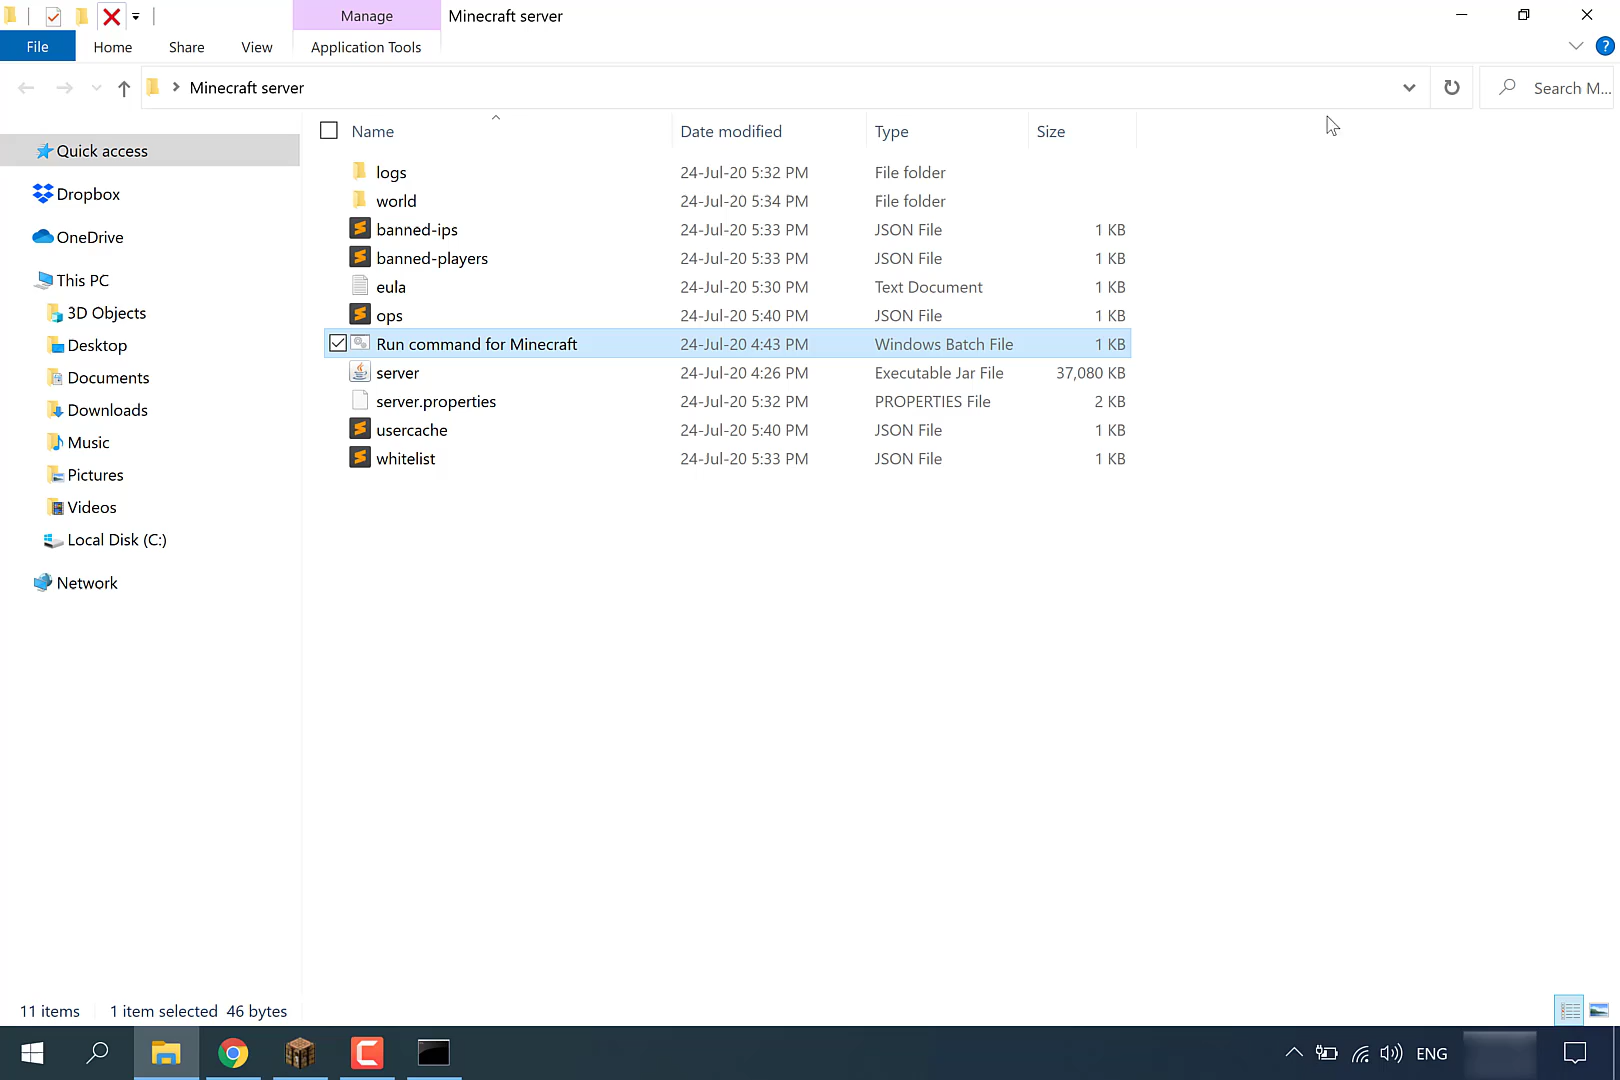 Manage
Minecraft server
File
Home
Share
View
Application Tools
?
Minecraft server
Search M...
Name
Date modified
Type
Size
Quick access
Dropbox
OneDrive
This PC
3D Objects
Desktop
Documents
Downloads
Music
Pictures
Videos
Local Disk (C:)
Network
logs 24-Jul-20 5:32 PM File folder
world 24-Jul-20 5:34 PM File folder
banned-ips 24-Jul-20 5:33 PM JSON File 1 KB
banned-players 24-Jul-20 5:33 PM JSON File 1 KB
eula 24-Jul-20 5:30 PM Text Document 1 KB
ops 24-Jul-20 5:40 PM JSON File 1 KB
Run command for Minecraft 24-Jul-20 4:43 PM Windows Batch File 1 KB
server 24-Jul-20 4:26 PM Executable Jar File 37,080 KB
server.properties 24-Jul-20 5:32 PM PROPERTIES File 2 KB
usercache 24-Jul-20 5:40 PM JSON File 1 KB
whitelist 24-Jul-20 5:33 PM JSON File 1 KB
11 items 1 item selected 46 bytes
ENG